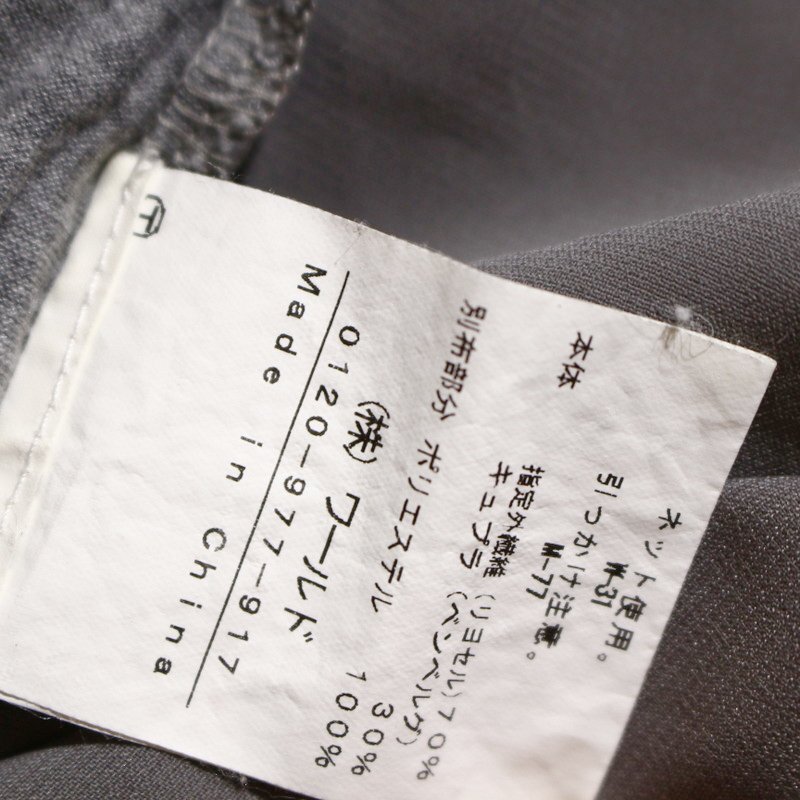 ネット使用。
W-31
引っかけ注意。
M-77
本体 指定外繊維(リヨセル)70%
キュプラ(ベンベルグ) 30%
別布部分 ポリエステル 100%
(株)ワールド
0120-977-917
Made in China
T